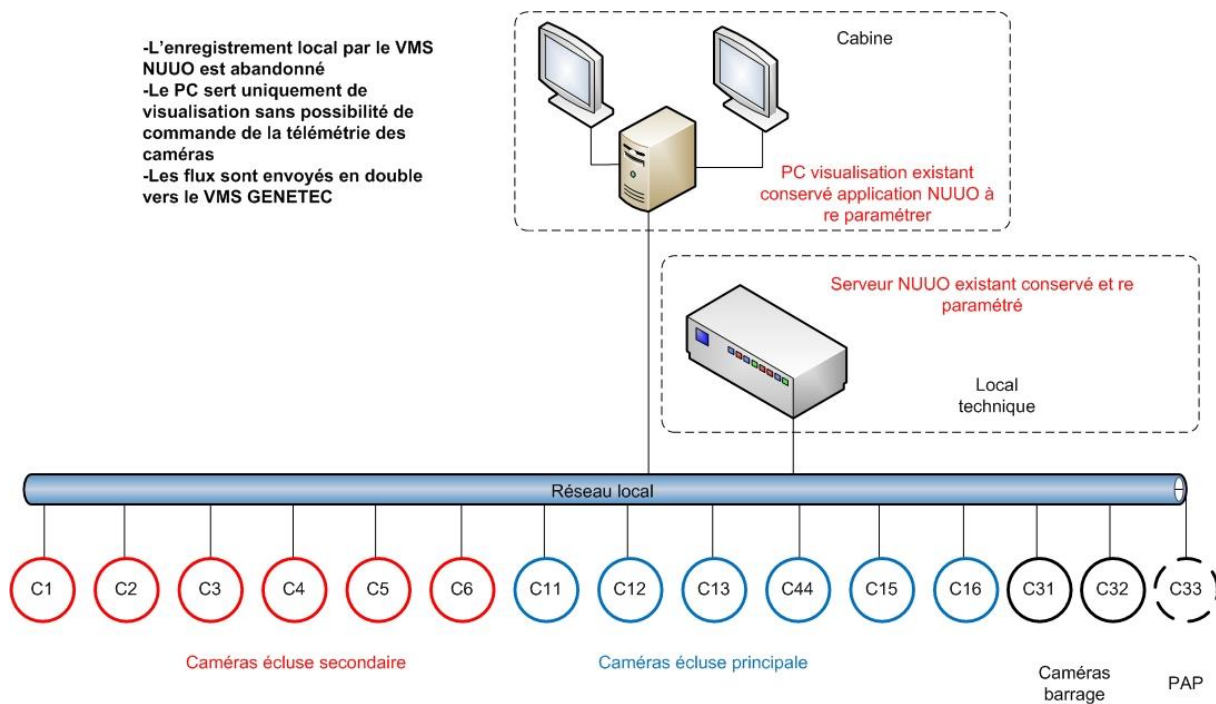 -L'enregistrement local par le VMS
NUUO est abandonné
-Le PC sert uniquement de
visualisation sans possibilité de
commande de la télémétrie des
caméras
-Les flux sont envoyés en double
vers le VMS GENETEC
Cabine
PC visualisation existant
conservé application NUUO à
re paramétrer
Serveur NUUO existant conservé et re
paramétré
Local
technique
Réseau local
C1 C2 C3 C4 C5 C6 C11 C12 C13 C44 C15 C16 C31 C32 C33
Caméras écluse secondaire
Caméras écluse principale
Caméras
barrage
PAP